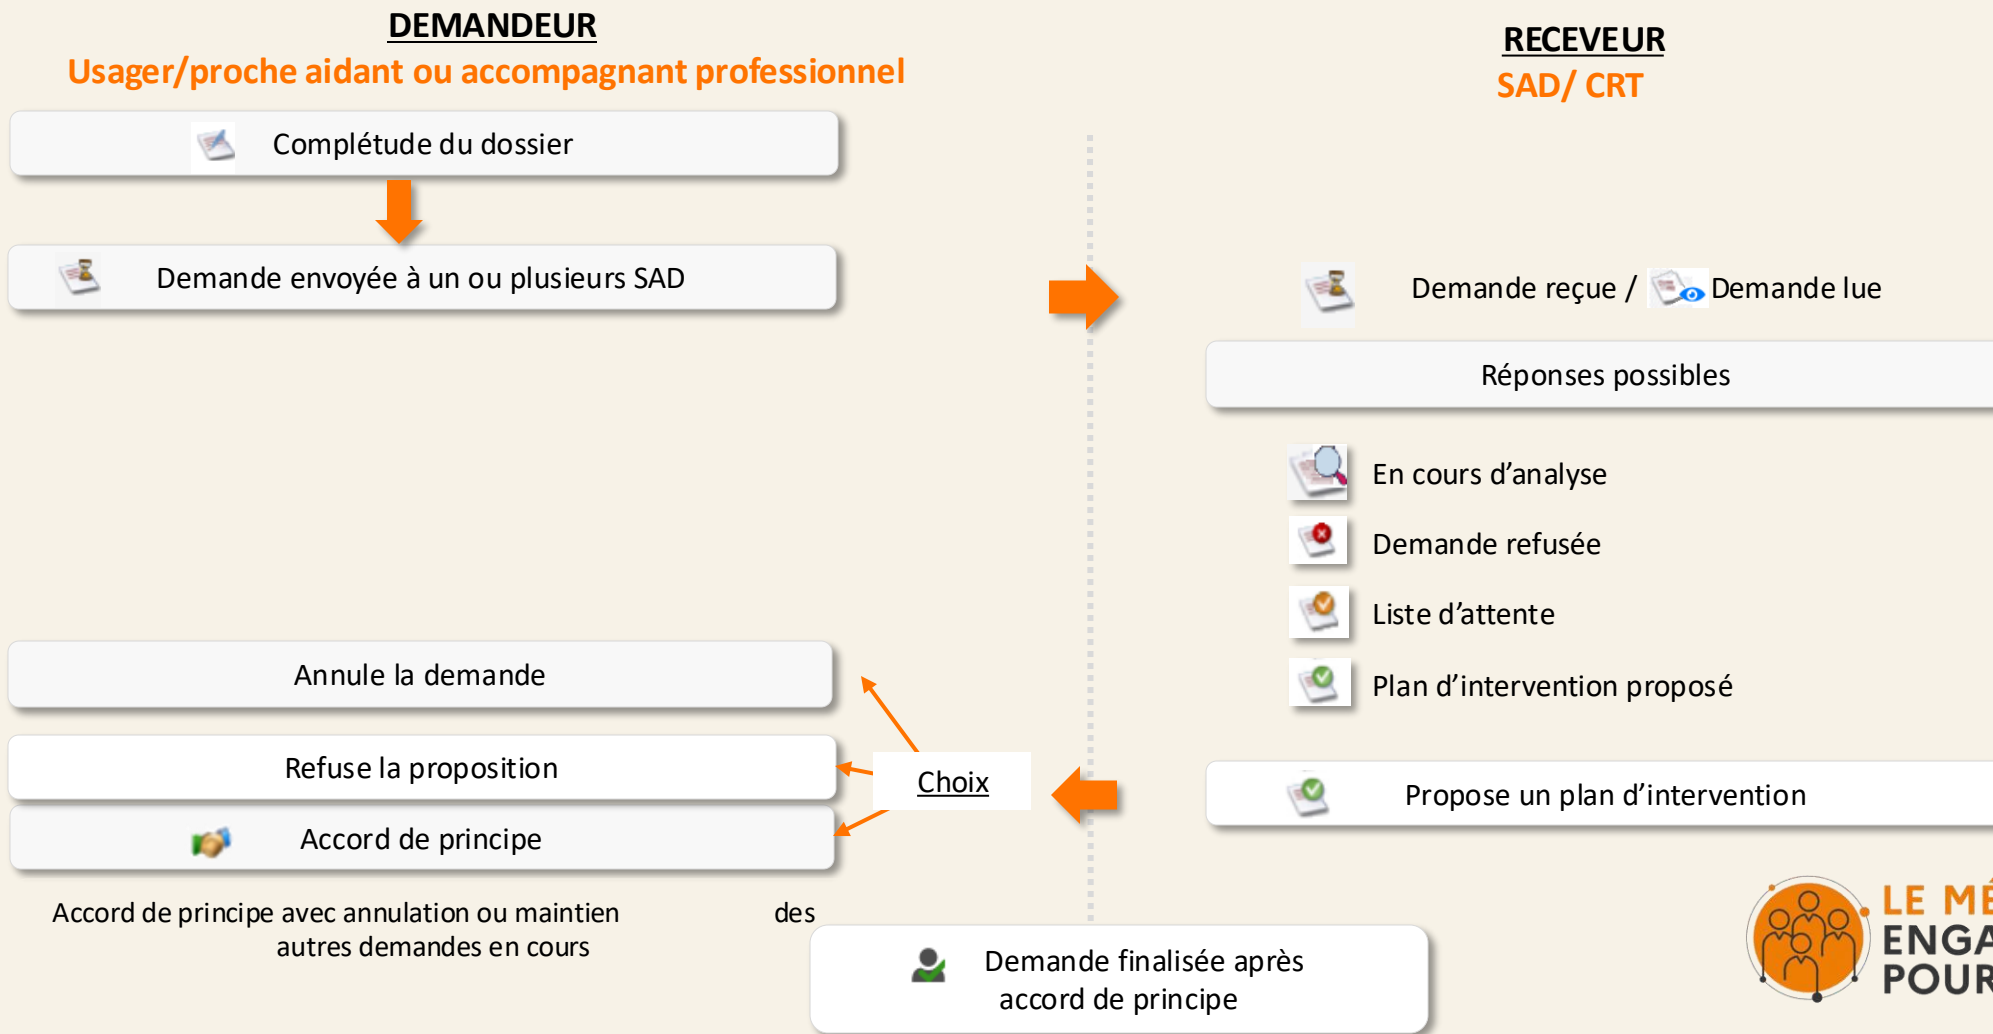 DEMANDEUR
Usager/proche aidant ou accompagnant professionnel
Complétude du dossier
Demande envoyée à un ou plusieurs SAD
Annule la demande
Refuse la proposition
Choix
Accord de principe
Accord de principe avec annulation ou maintien des
autres demandes en cours
RECEVEUR
SAD/ CRT
Demande reçue / Demande lue
Réponses possibles
En cours d’analyse
Demande refusée
Liste d’attente
Plan d’intervention proposé
Propose un plan d’intervention
Demande finalisée après
accord de principe
LE MÉ
ENGA
POUR